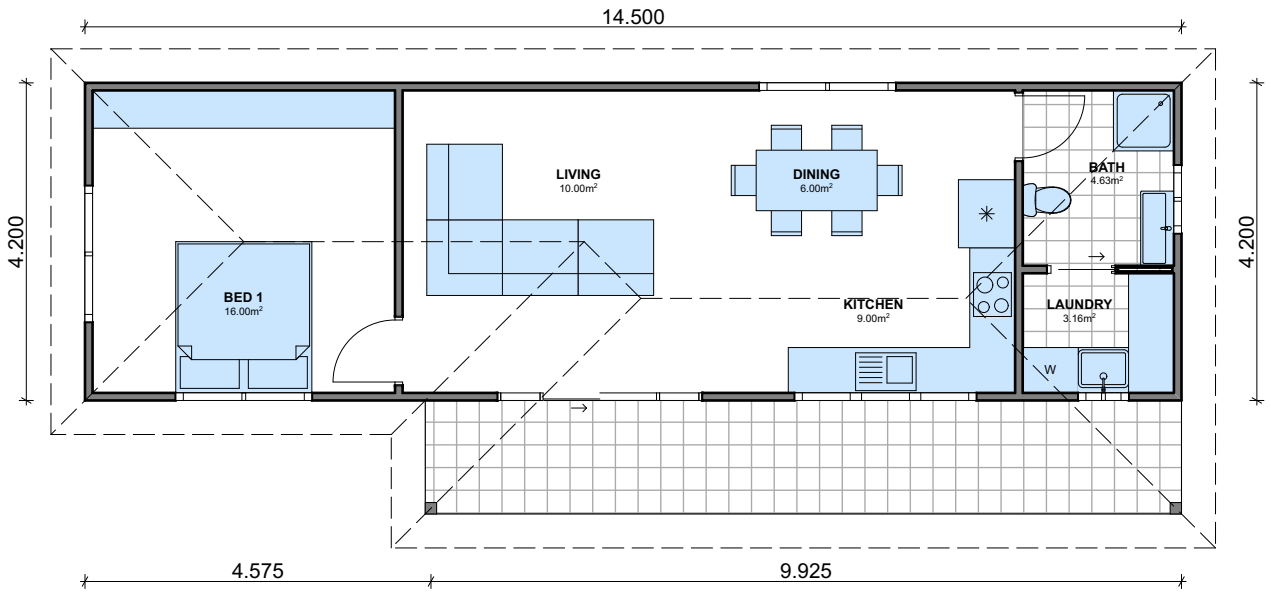 14.500
4.200
4.200
LIVING
10.00m²
DINING
6.00m²
BATH
4.63m²
BED 1
16.00m²
KITCHEN
9.00m²
LAUNDRY
3.16m²
W
4.575
9.925